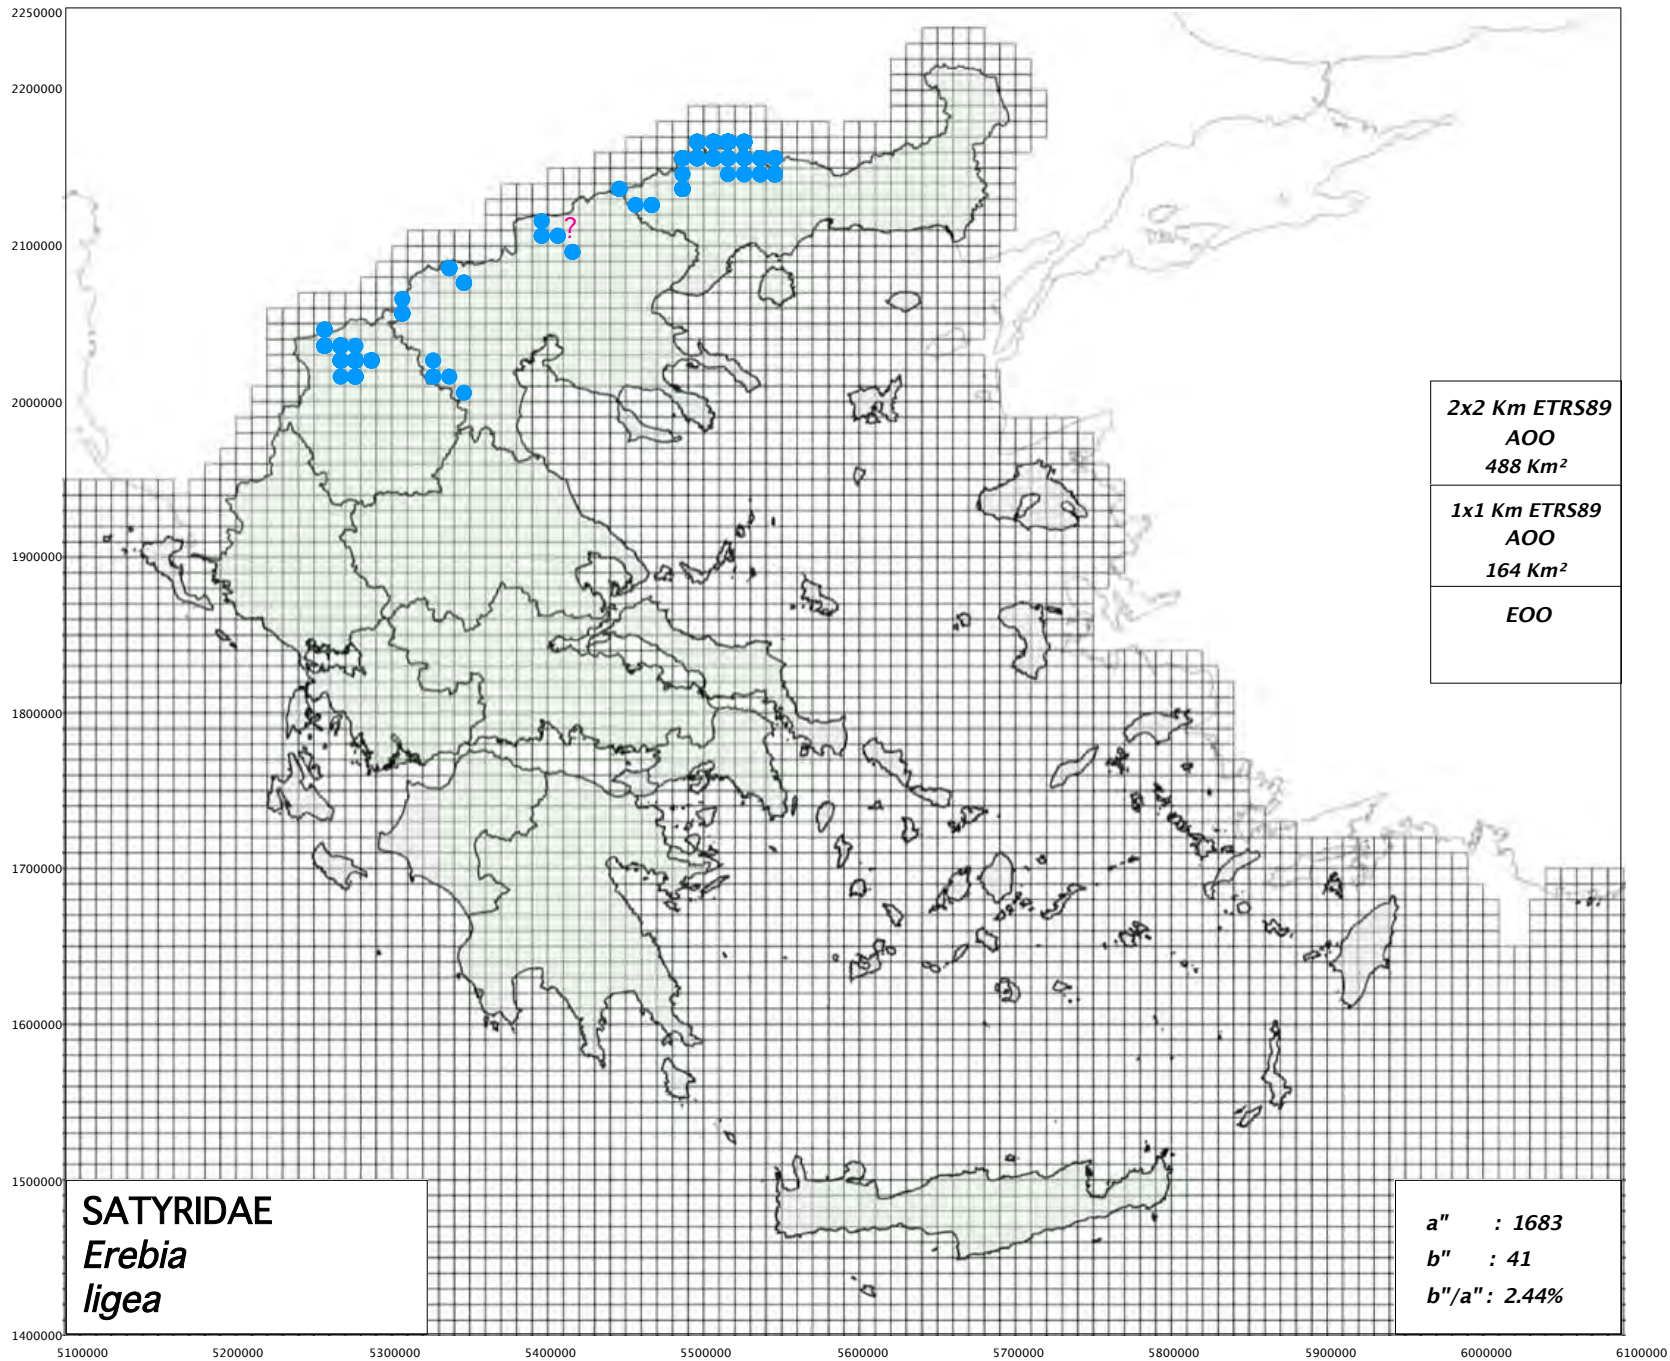 2250000
2200000
2100000
2000000
1900000
1800000
1700000
1600000
1500000
1400000
?
2x2 Km ETRS89
AOO
488 Km²
1x1 Km ETRS89
AOO
164 Km²
EOO
SATYRIDAE
Erebia
ligea
a" : 1683
b" : 41
b"/a" : 2.44%
5100000 5200000 5300000 5400000 5500000 5600000 5700000 5800000 5900000 6000000 6100000